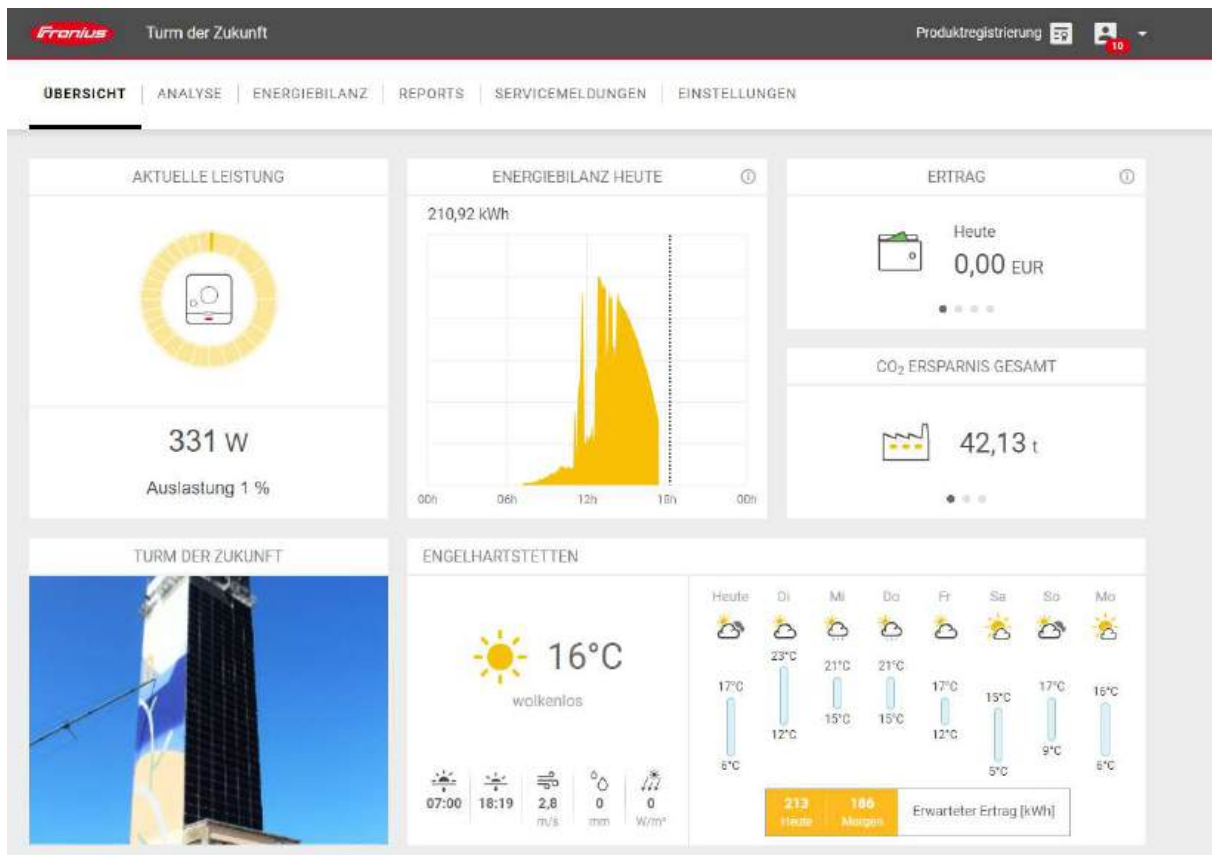 Fronius
Turm der Zukunft
Produktregistrierung
10
ÜBERSICHT
ANALYSE
ENERGIEBILANZ
REPORTS
SERVICEMELDUNGEN
EINSTELLUNGEN
AKTUELLE LEISTUNG
331 W
Auslastung 1 %
ENERGIEBILANZ HEUTE
210,92 kWh
00h 06h 12h 18h 00h
ERTRAG
Heute
0,00 EUR
CO₂ ERSPARNIS GESAMT
42,13 t
TURM DER ZUKUNFT
ENGELHARTSTETTEN
16°C
wolkenlos
07:00 18:19 2,8 0 0
m/s mm W/m²
Heute Di Mi Do Fr Sa So Mo
23°C
21°C 21°C
17°C 17°C 15°C 17°C 16°C
15°C 15°C
12°C 12°C
9°C
6°C 5°C 6°C
213 186
Heute Morgen
Erwarteter Ertrag [kWh]